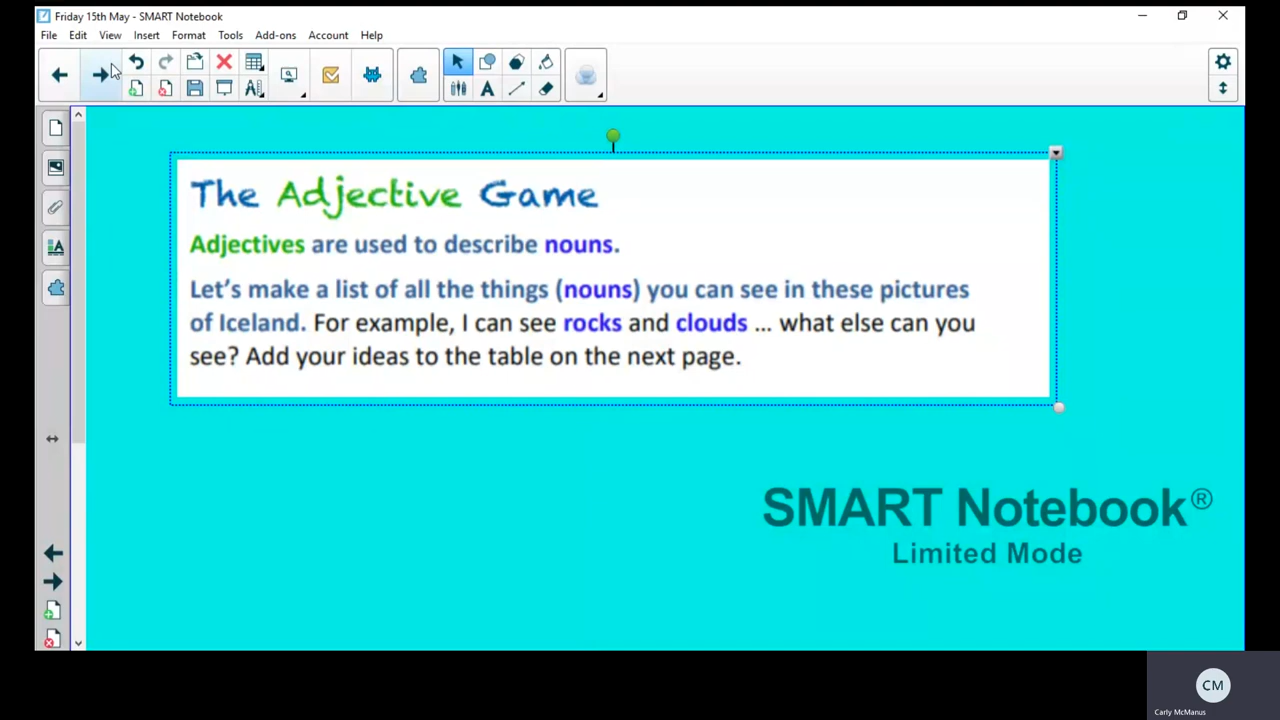 Friday 15th May - SMART Notebook
File Edit View Insert Format Tools Add-ons Account Help
The Adjective Game
Adjectives are used to describe nouns.
Let's make a list of all the things (nouns) you can see in these pictures
of Iceland. For example, I can see rocks and clouds ... what else can you
see? Add your ideas to the table on the next page.
SMART Notebook®
Limited Mode
CM
Carly McManus